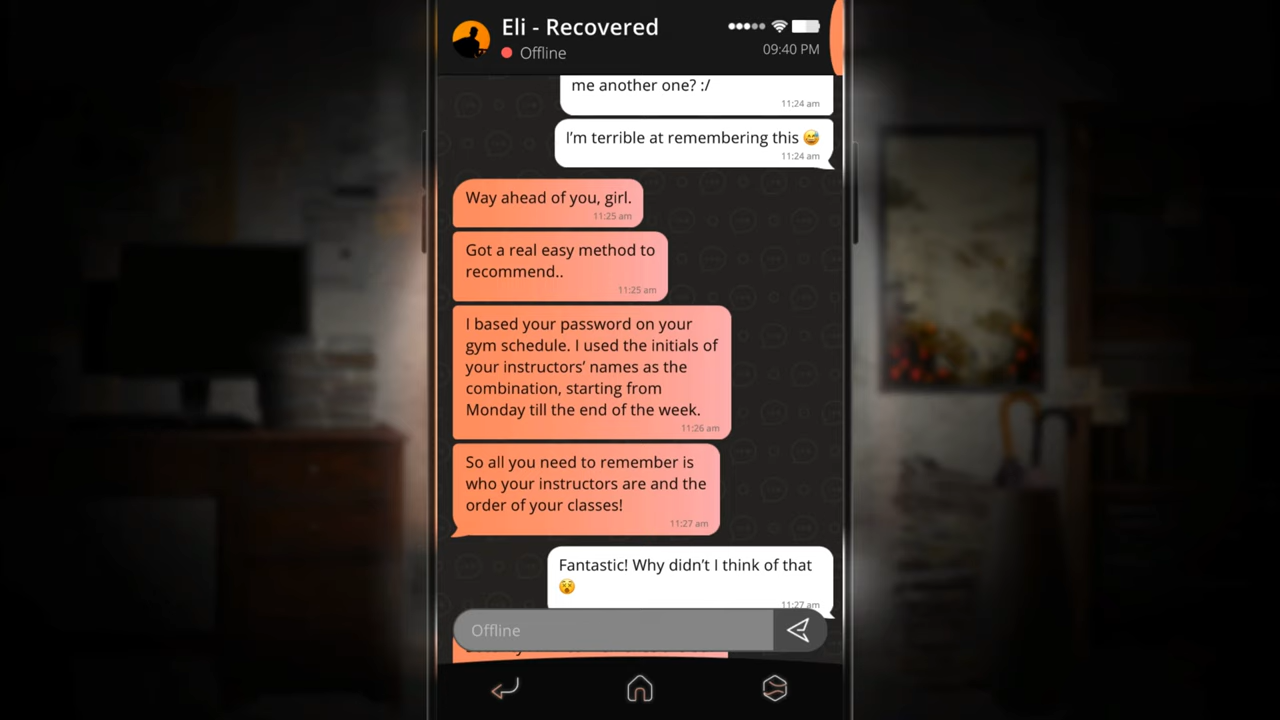 Eli - Recovered
Offline
09:40 PM
me another one? :/
11:24 am
I'm terrible at remembering this 😅
11:24 am
Way ahead of you, girl.
11:25 am
Got a real easy method to
recommend..
11:25 am
I based your password on your
gym schedule. I used the initials of
your instructors' names as the
combination, starting from
Monday till the end of the week.
11:26 am
So all you need to remember is
who your instructors are and the
order of your classes!
11:27 am
Fantastic! Why didn't I think of that
😵
11:27 am
Offline